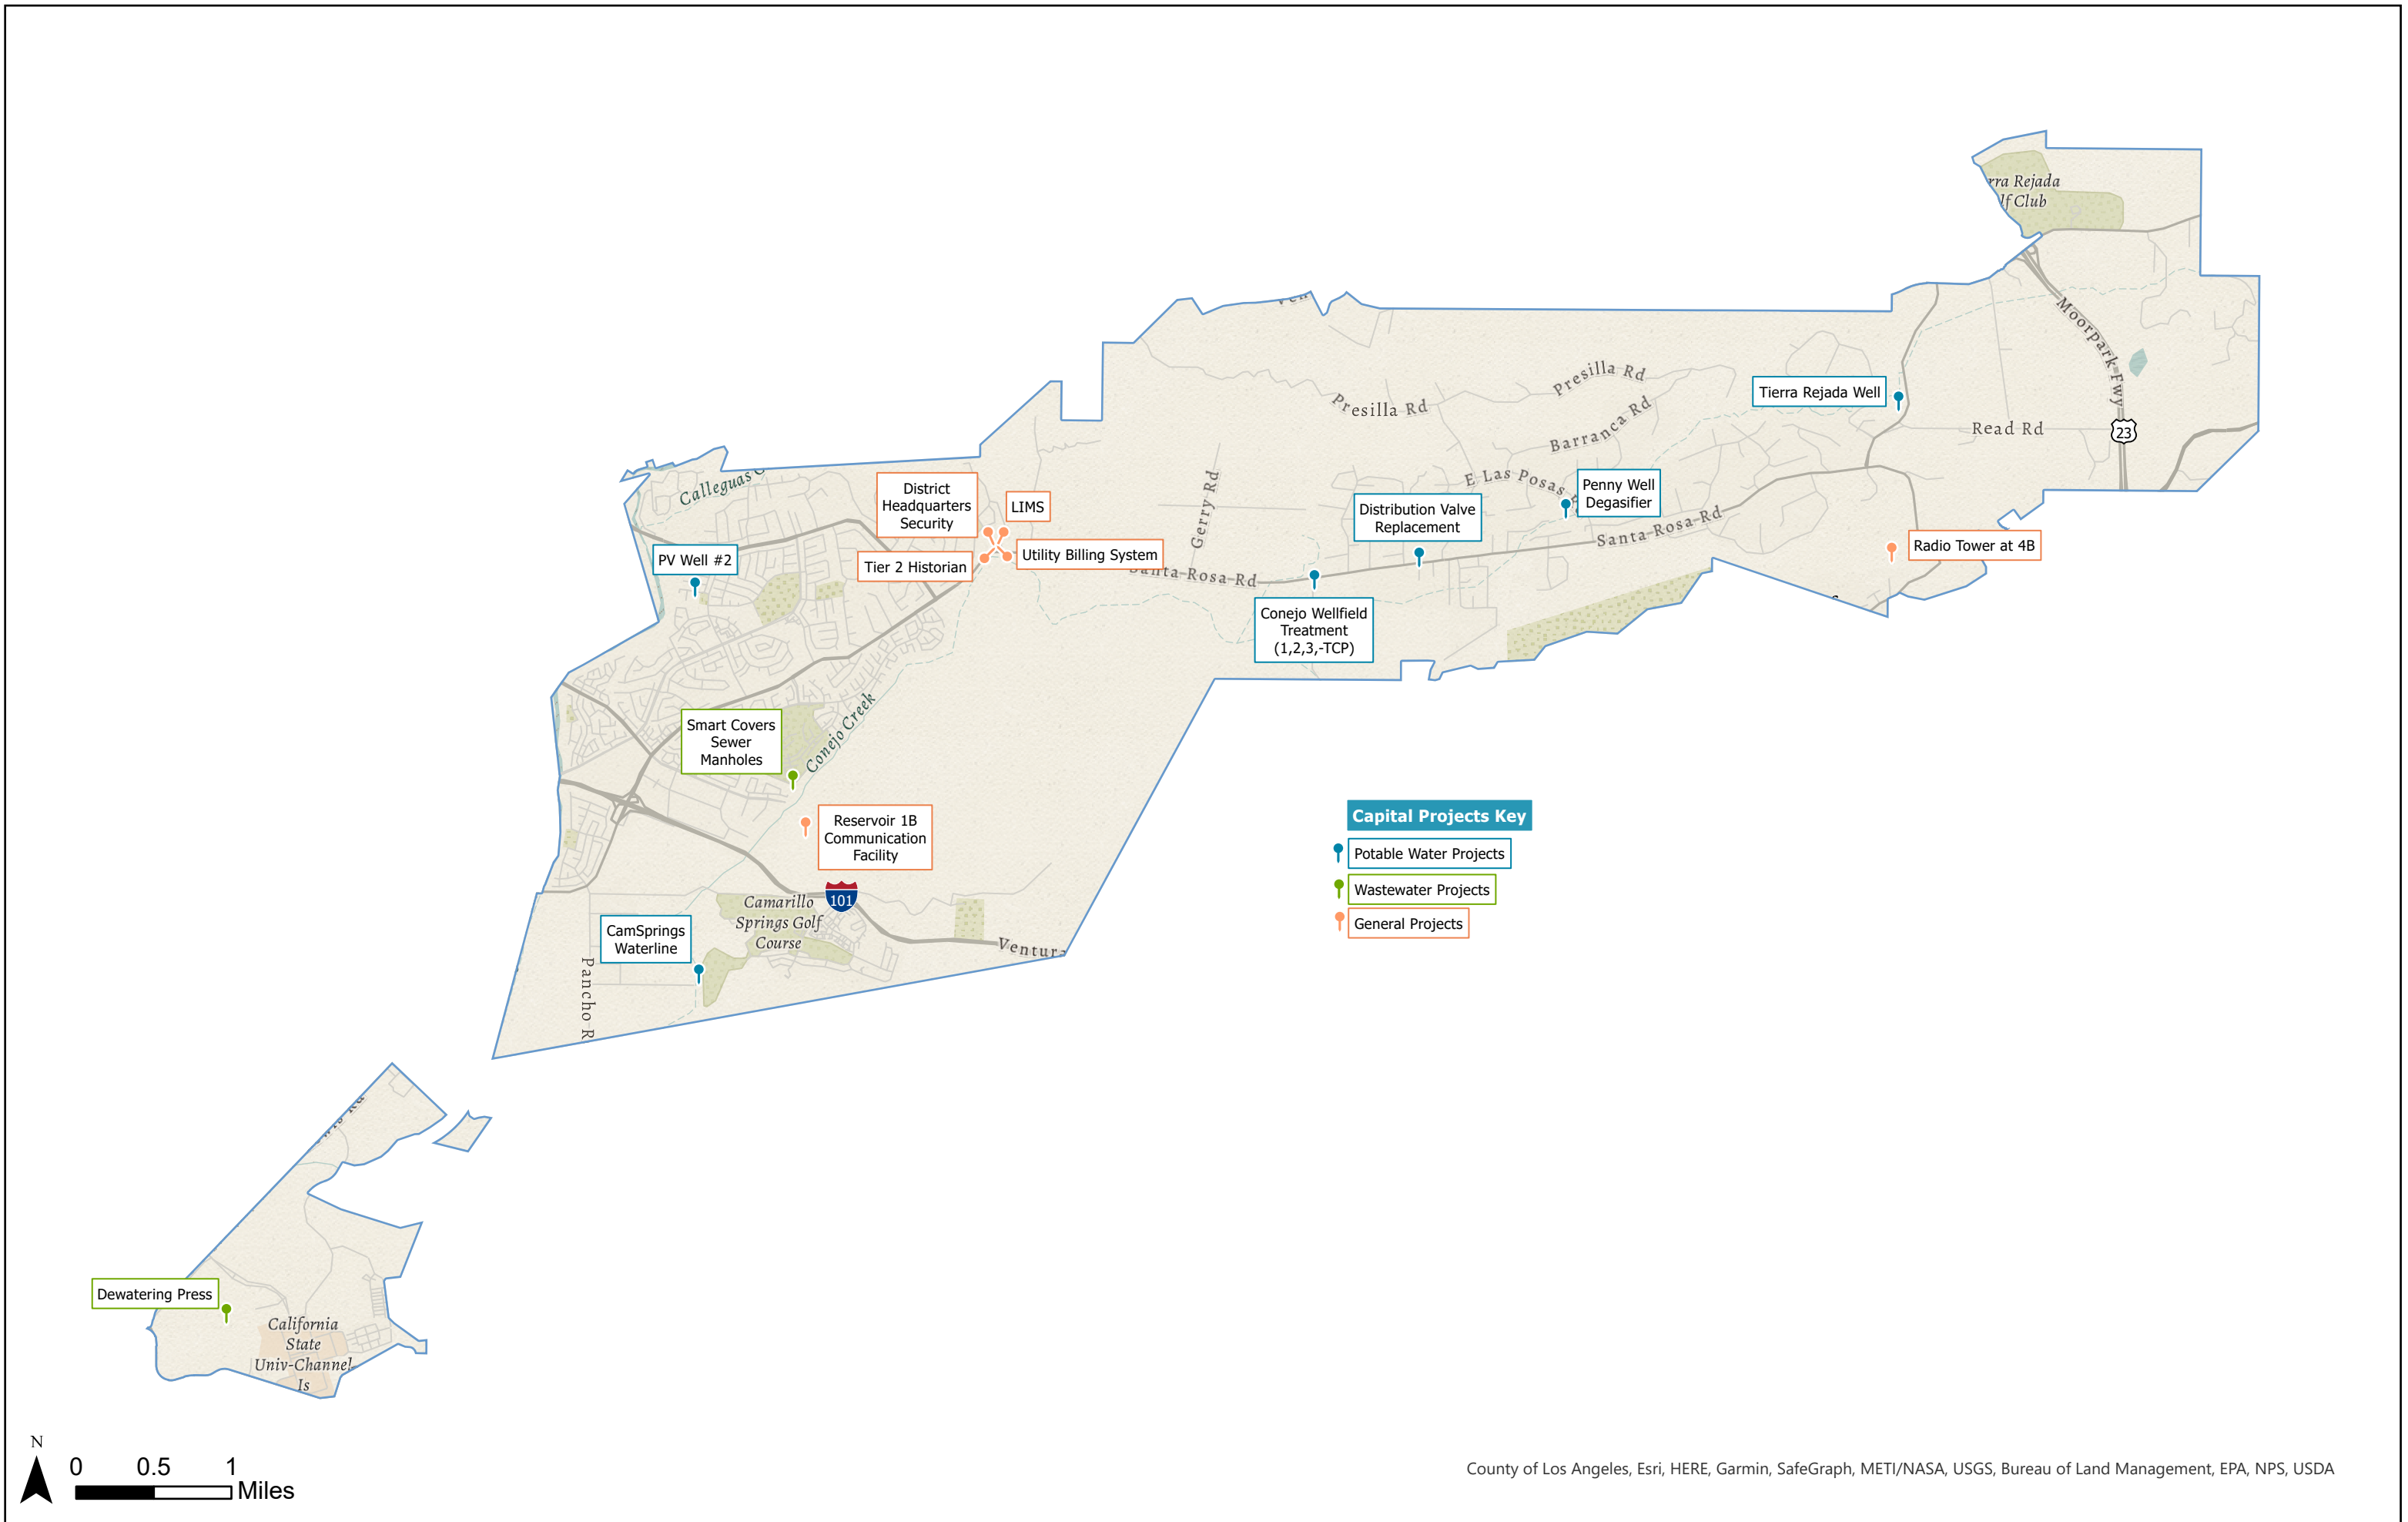 rra Rejada
lf Club
Moorpark Fwy
23
Tierra Rejada Well
Read Rd
Presilla Rd
Presilla Rd
Barranca Rd
E Las Posas
Penny Well
Degasifier
Distribution Valve
Replacement
Gerry Rd
Santa Rosa Rd
Radio Tower at 4B
Calleguas C
District
Headquarters
Security
LIMS
Utility Billing System
Tier 2 Historian
PV Well #2
Santa Rosa Rd
Conejo Wellfield
Treatment
(1,2,3,-TCP)
Smart Covers
Sewer
Manholes
Conejo Creek
Reservoir 1B
Communication
Facility
Capital Projects Key
Potable Water Projects
Wastewater Projects
General Projects
101
Camarillo
Springs Golf
Course
CamSprings
Waterline
Ventura
Pancho R
Dewatering Press
California
State
Univ-Channel
Is
N
0 0.5 1
Miles
County of Los Angeles, Esri, HERE, Garmin, SafeGraph, METI/NASA, USGS, Bureau of Land Management, EPA, NPS, USDA